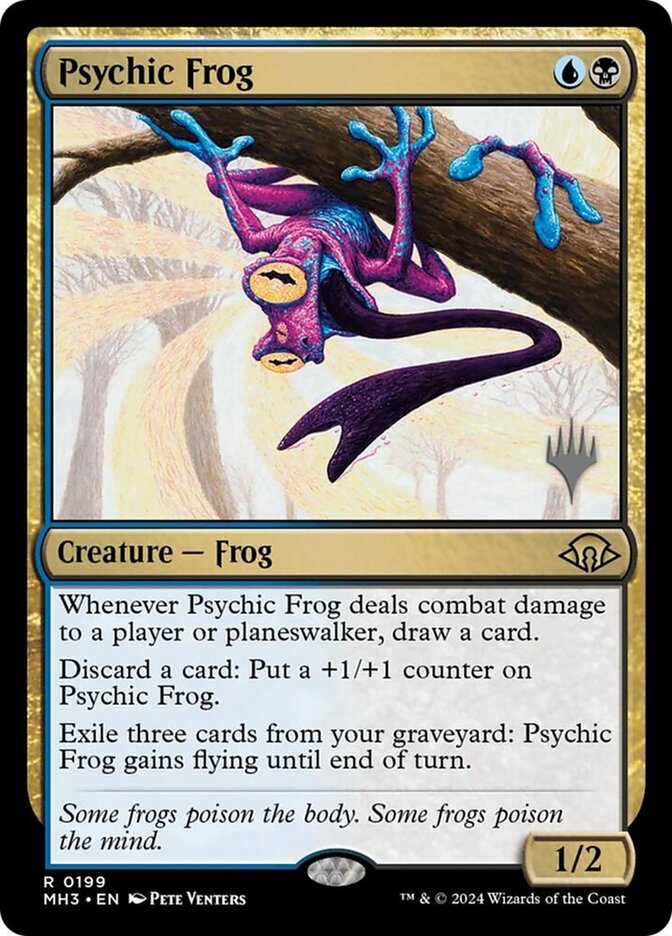 Psychic Frog
Creature — Frog
Whenever Psychic Frog deals combat damage
to a player or planeswalker, draw a card.
Discard a card: Put a +1/+1 counter on
Psychic Frog.
Exile three cards from your graveyard: Psychic
Frog gains flying until end of turn.
Some frogs poison the body. Some frogs poison
the mind.
1/2
R 0199
MH3 • EN Pete Venters
™ & © 2024 Wizards of the Coast